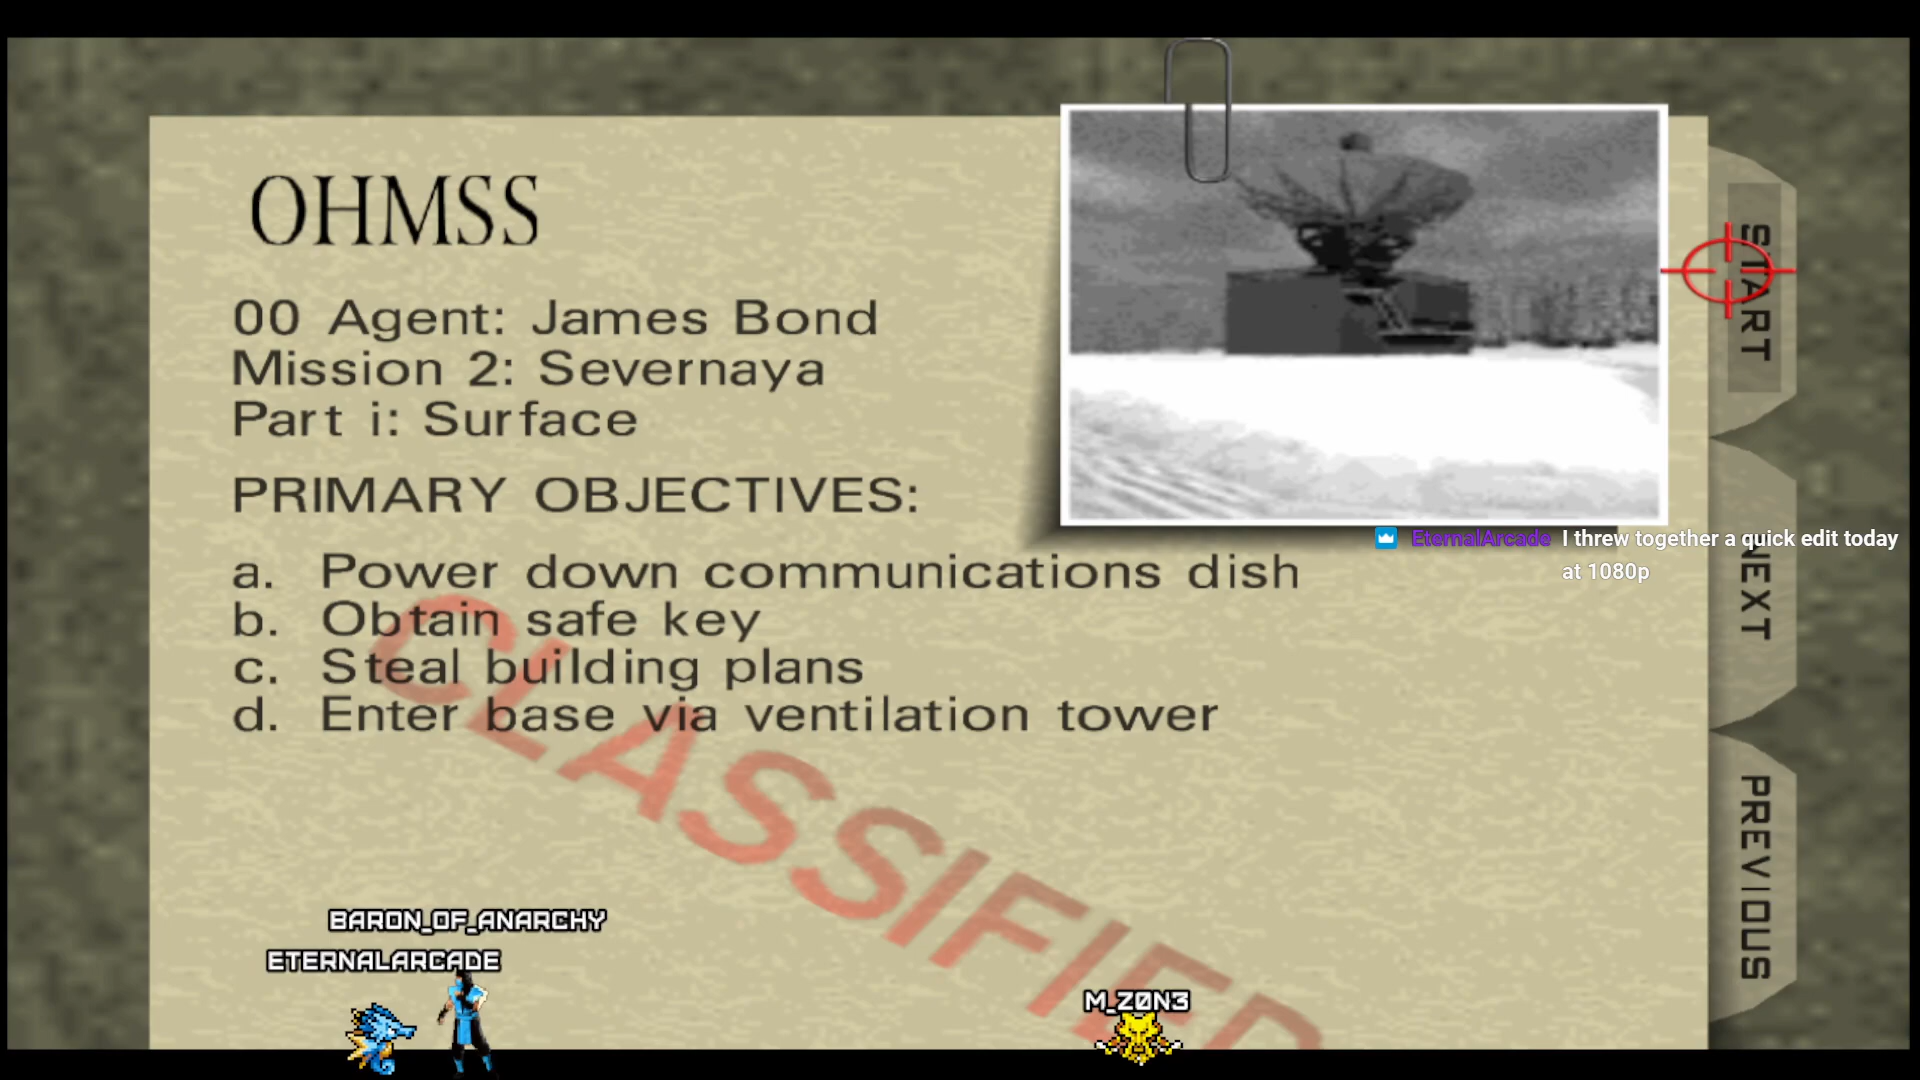 OHMSS
00 Agent: James Bond
Mission 2: Severnaya
Part i: Surface
PRIMARY OBJECTIVES:
a. Power down communications dish
b. Obtain safe key
c. Steal building plans
d. Enter base via ventilation tower
CLASSIFIED
START
NEXT
PREVIOUS
EternalArcade I threw together a quick edit today
at 1080p
BARON_OF_ANARCHY
ETERNALARCADE
M_Z0N3